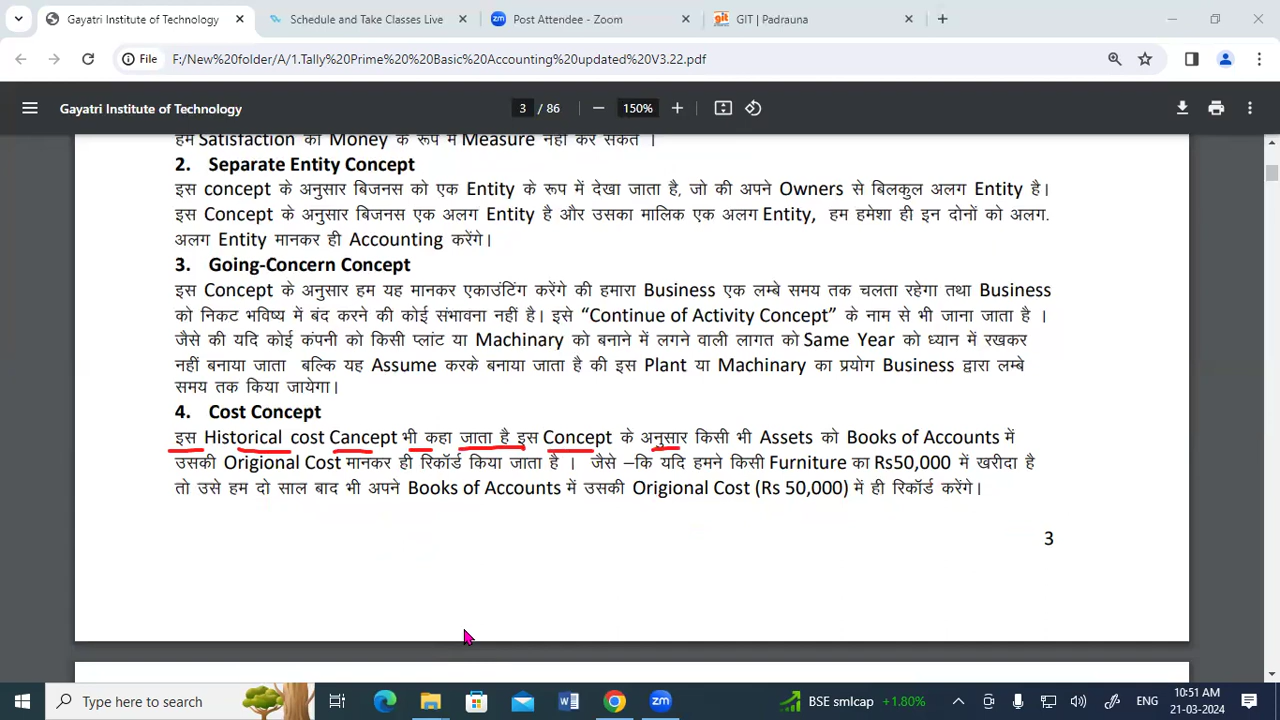 Gayatri Institute of Technology
Schedule and Take Classes Live
Post Attendee - Zoom
GIT | Padrauna
File
F:/New%20folder/A/1.Tally%20Prime%20%20Basic%20Accounting%20updated%20V3.22.pdf
Gayatri Institute of Technology
3 / 86
150%
हम Satisfaction को Money के रूप में Measure नहीं कर सकते ।
2. Separate Entity Concept
इस concept के अनुसार बिजनस को एक Entity के रूप में देखा जाता है, जो की अपने Owners से बिलकुल अलग Entity है।
इस Concept के अनुसार बिजनस एक अलग Entity है और उसका मालिक एक अलग Entity, हम हमेशा ही इन दोनों को अलग.
अलग Entity मानकर ही Accounting करेंगे।
3. Going-Concern Concept
इस Concept के अनुसार हम यह मानकर एकाउंटिंग करेंगे की हमारा Business एक लम्बे समय तक चलता रहेगा तथा Business
को निकट भविष्य में बंद करने की कोई संभावना नहीं है। इसे “Continue of Activity Concept” के नाम से भी जाना जाता है ।
जैसे की यदि कोई कंपनी को किसी प्लांट या Machinary को बनाने में लगने वाली लागत को Same Year को ध्यान में रखकर
नहीं बनाया जाता बल्कि यह Assume करके बनाया जाता है की इस Plant या Machinary का प्रयोग Business द्वारा लम्बे
समय तक किया जायेगा।
4. Cost Concept
इस Historical cost Cancept भी कहा जाता है इस Concept के अनुसार किसी भी Assets को Books of Accounts में
उसकी Origional Cost मानकर ही रिकॉर्ड किया जाता है । जैसे –कि यदि हमने किसी Furniture का Rs50,000 में खरीदा है
तो उसे हम दो साल बाद भी अपने Books of Accounts में उसकी Origional Cost (Rs 50,000) में ही रिकॉर्ड करेंगे।
3
Type here to search
BSE smlcap +1.80%
ENG
10:51 AM
21-03-2024